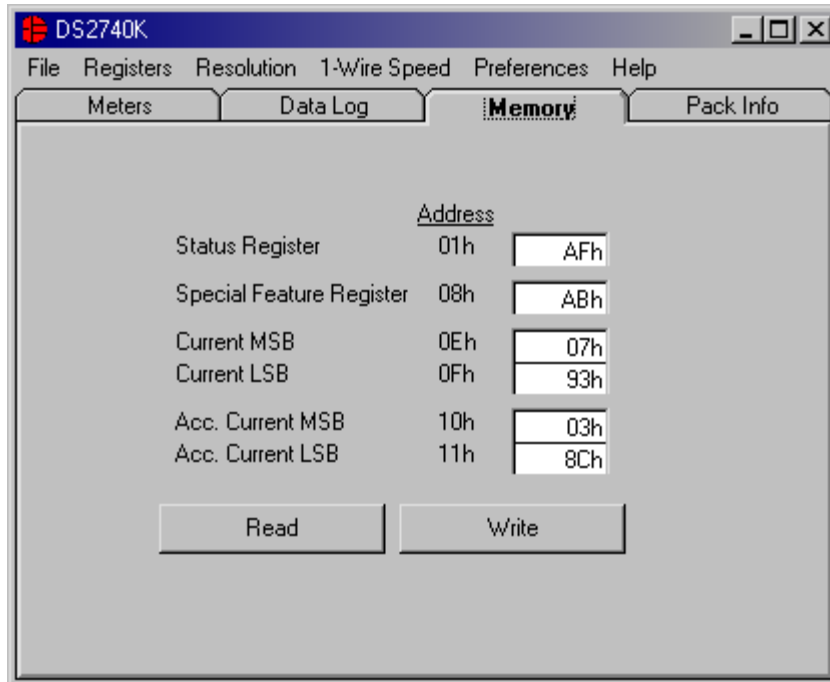 DS2740K
File Registers Resolution 1-Wire Speed Preferences Help
Meters Data Log Memory Pack Info
Address
Status Register 01h AFh
Special Feature Register 08h ABh
Current MSB 0Eh 07h
Current LSB 0Fh 93h
Acc. Current MSB 10h 03h
Acc. Current LSB 11h 8Ch
Read Write